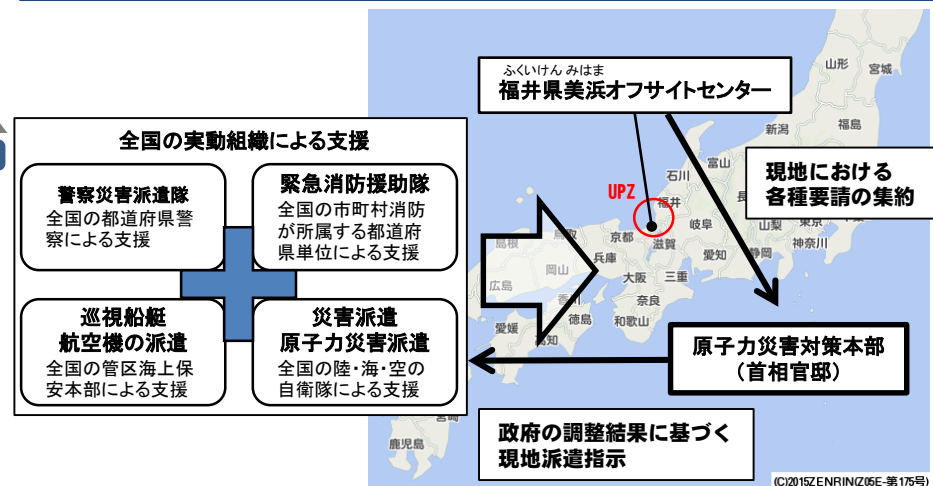 全国の実動組織による支援
警察災害派遣隊
全国の都道府県警
察による支援
緊急消防援助隊
全国の市町村消防
が所属する都道府
県単位による支援
巡視船艇
航空機の派遣
全国の管区海上保
安本部による支援
災害派遣
原子力災害派遣
全国の陸・海・空の
自衛隊による支援
ふくいけん みはま
福井県美浜オフサイトセンター
現地における
各種要請の集約
原子力災害対策本部
（首相官邸）
政府の調整結果に基づく
現地派遣指示
UPZ
山形
宮城
新潟
福島
富山
石川
福井
岐阜
山梨
東京
神奈川
静岡
愛知
滋賀
京都
兵庫
大阪
三重
奈良
和歌山
島根
鳥取
岡山
広島
香川
徳島
愛媛
高知
宮崎
鹿児島
(C)2015ZENRIN(Z05E-第175号)